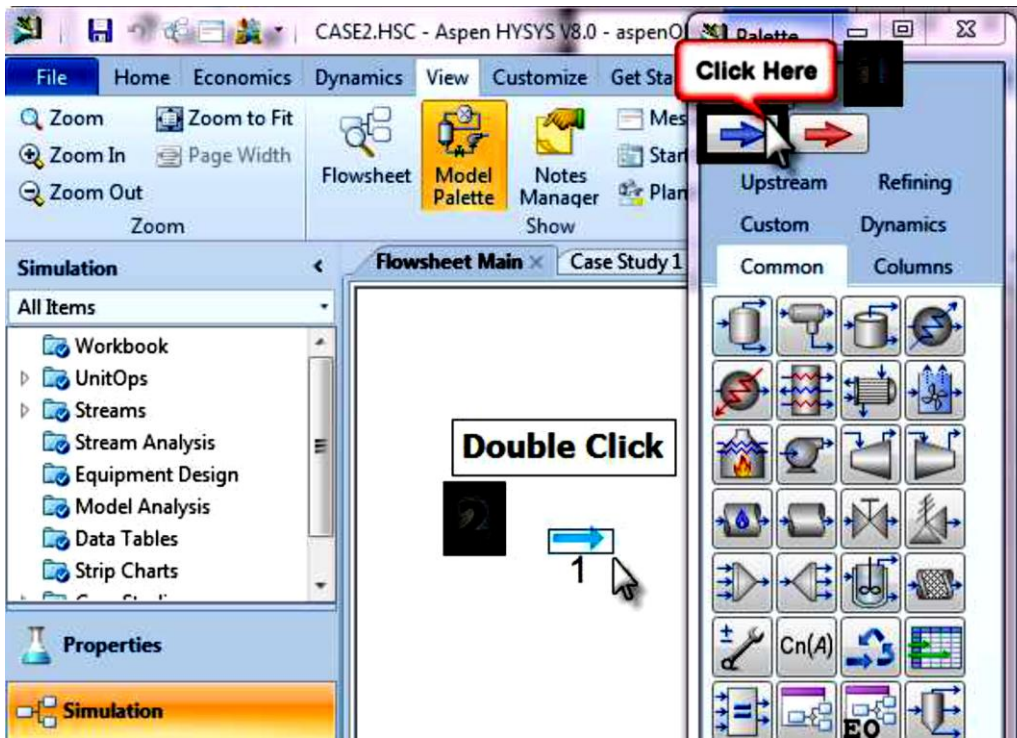 CASE2.HSC - Aspen HYSYS V8.0 - aspenO
Palette
Click Here
File Home Economics Dynamics View Customize Get Sta
Zoom Zoom to Fit
Zoom In Page Width
Zoom Out
Zoom
Flowsheet
Model Palette
Notes Manager
Mes
Start
Plan
Show
Upstream Refining
Custom Dynamics
Common Columns
Simulation
Flowsheet Main Case Study 1
All Items
Workbook
UnitOps
Streams
Stream Analysis
Equipment Design
Model Analysis
Data Tables
Strip Charts
Double Click
2
1
Cn(A)
EO
Properties
Simulation